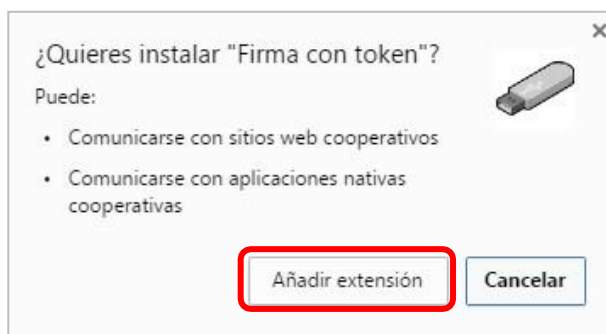 ¿Quieres instalar "Firma con token"?
Puede:
• Comunicarse con sitios web cooperativos
• Comunicarse con aplicaciones nativas
cooperativas
Añadir extensión Cancelar